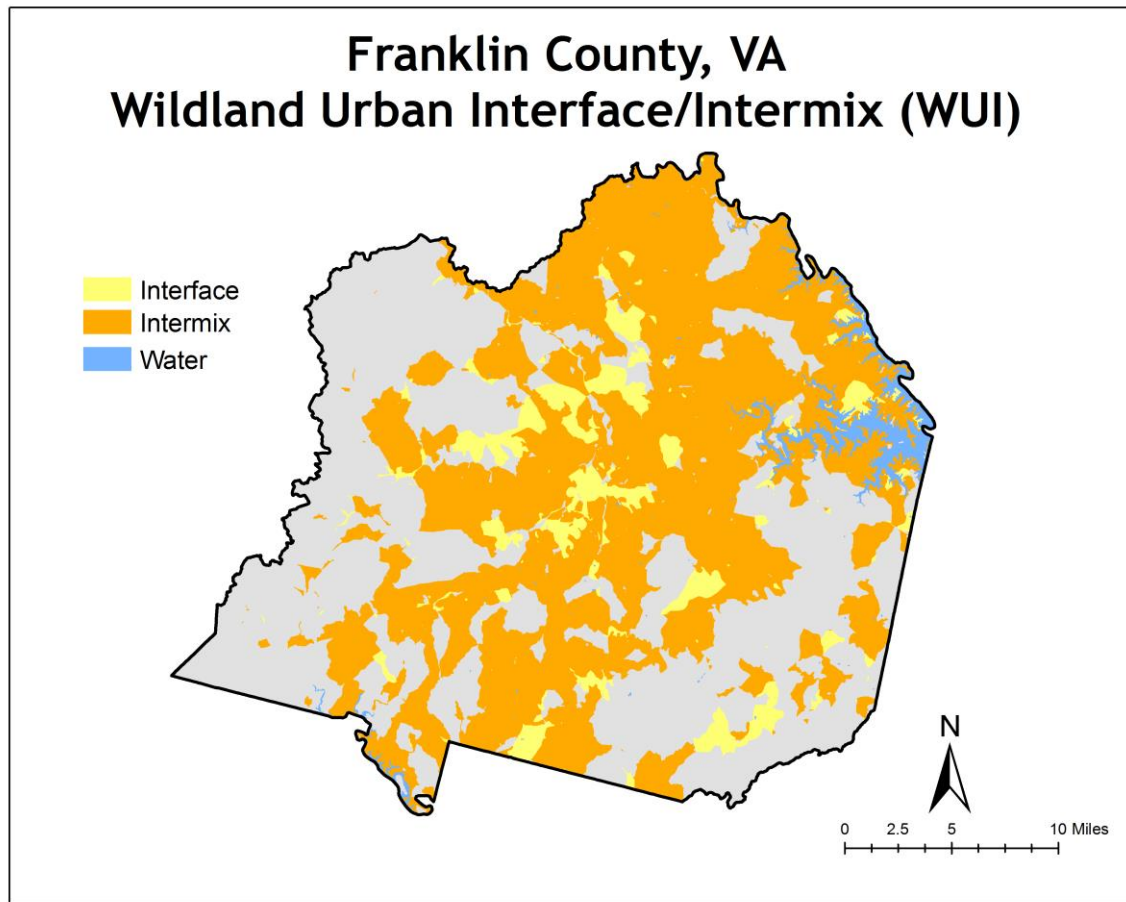 Franklin County, VA
Wildland Urban Interface/Intermix (WUI)
Interface
Intermix
Water
N
0 2.5 5 10 Miles